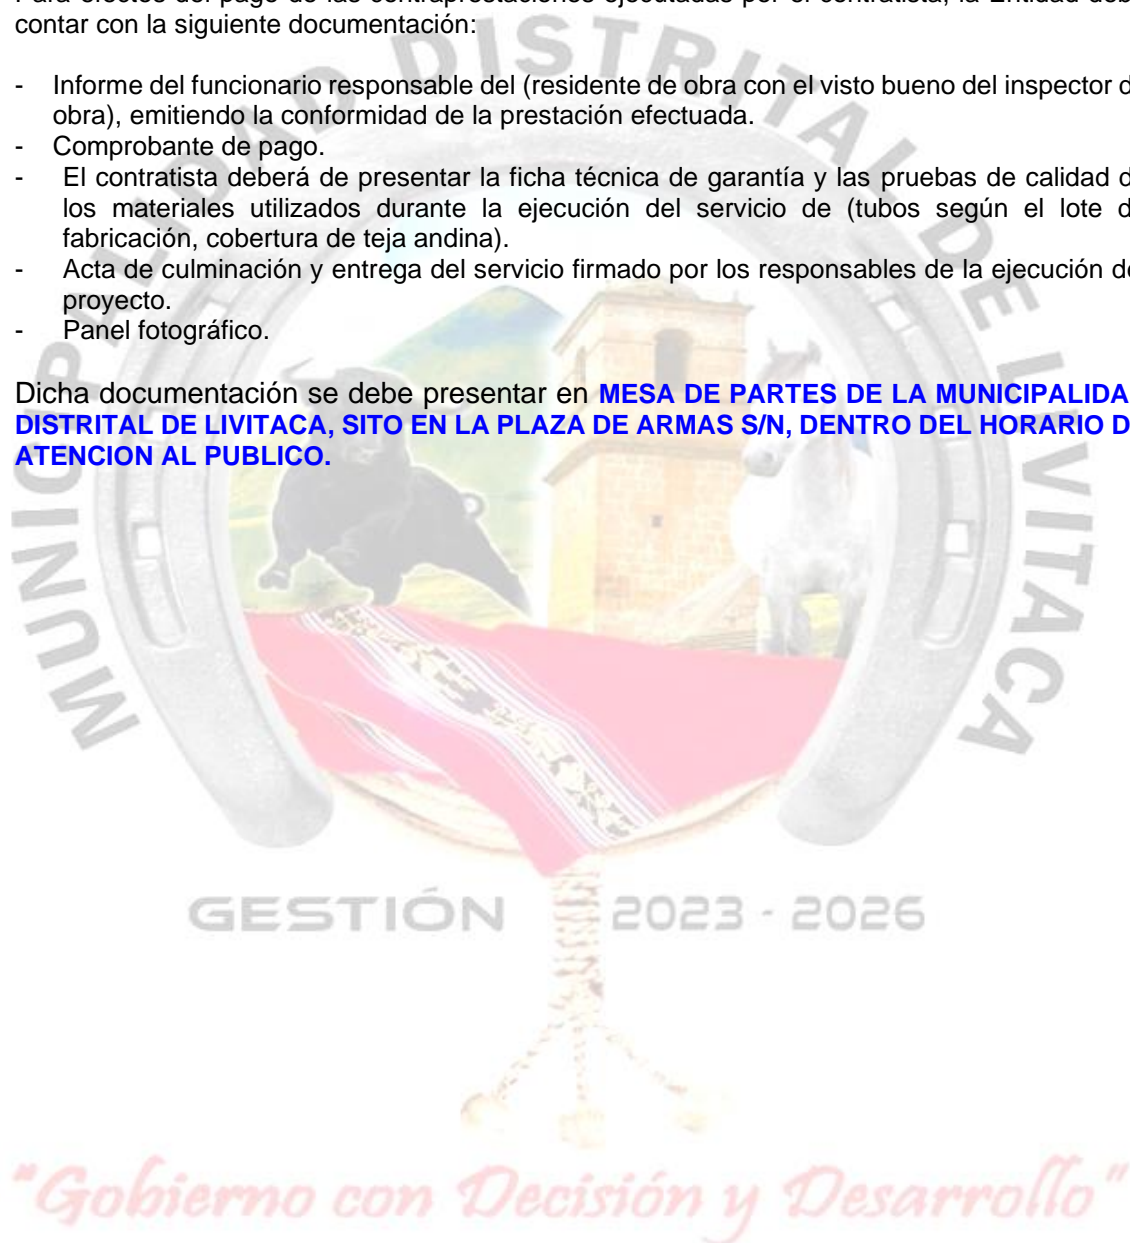 contar con la siguiente documentación:
- Informe del funcionario responsable del (residente de obra con el visto bueno del inspector d
obra), emitiendo la conformidad de la prestación efectuada.
- Comprobante de pago.
- El contratista deberá de presentar la ficha técnica de garantía y las pruebas de calidad d
los materiales utilizados durante la ejecución del servicio de (tubos según el lote d
fabricación, cobertura de teja andina).
- Acta de culminación y entrega del servicio firmado por los responsables de la ejecución de
proyecto.
- Panel fotográfico.
Dicha documentación se debe presentar en MESA DE PARTES DE LA MUNICIPALIDA
DISTRITAL DE LIVITACA, SITO EN LA PLAZA DE ARMAS S/N, DENTRO DEL HORARIO D
ATENCION AL PUBLICO.
MUNICIPALIDAD DISTRITAL DE LIVITACA
GESTIÓN 2023 - 2026
"Gobierno con Decisión y Desarrollo"